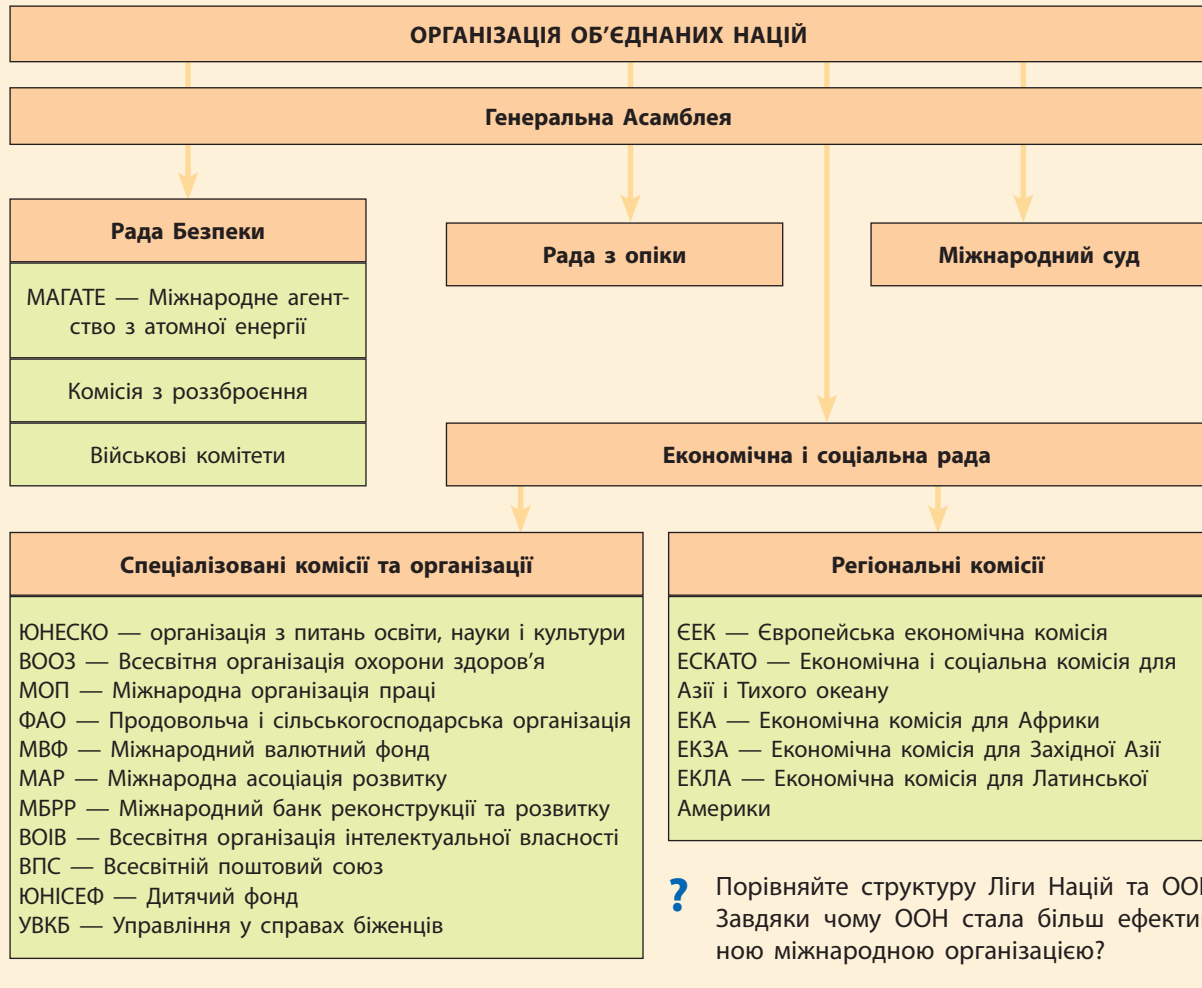 ОРГАНІЗАЦІЯ ОБ’ЄДНАНИХ НАЦІЙ
Генеральна Асамблея
Рада Безпеки
МАГАТЕ — Міжнародне агент-
ство з атомної енергії
Комісія з роззброєння
Військові комітети
Рада з опіки
Міжнародний суд
Економічна і соціальна рада
Спеціалізовані комісії та організації
ЮНЕСКО — організація з питань освіти, науки і культури
ВООЗ — Всесвітня організація охорони здоров’я
МОП — Міжнародна організація праці
ФАО — Продовольча і сільськогосподарська організація
МВФ — Міжнародний валютний фонд
МАР — Міжнародна асоціація розвитку
МБРР — Міжнародний банк реконструкції та розвитку
ВОІВ — Всесвітня організація інтелектуальної власності
ВПС — Всесвітній поштовий союз
ЮНІСЕФ — Дитячий фонд
УВКБ — Управління у справах біженців
Регіональні комісії
ЄЕК — Європейська економічна комісія
ЕСКАТО — Економічна і соціальна комісія для
Азії і Тихого океану
ЕКА — Економічна комісія для Африки
ЕКЗА — Економічна комісія для Західної Азії
ЕКЛА — Економічна комісія для Латинської
Америки
? Порівняйте структуру Ліги Націй та
Завдяки чому ООН стала більш ефекти
ною міжнародною організацією?